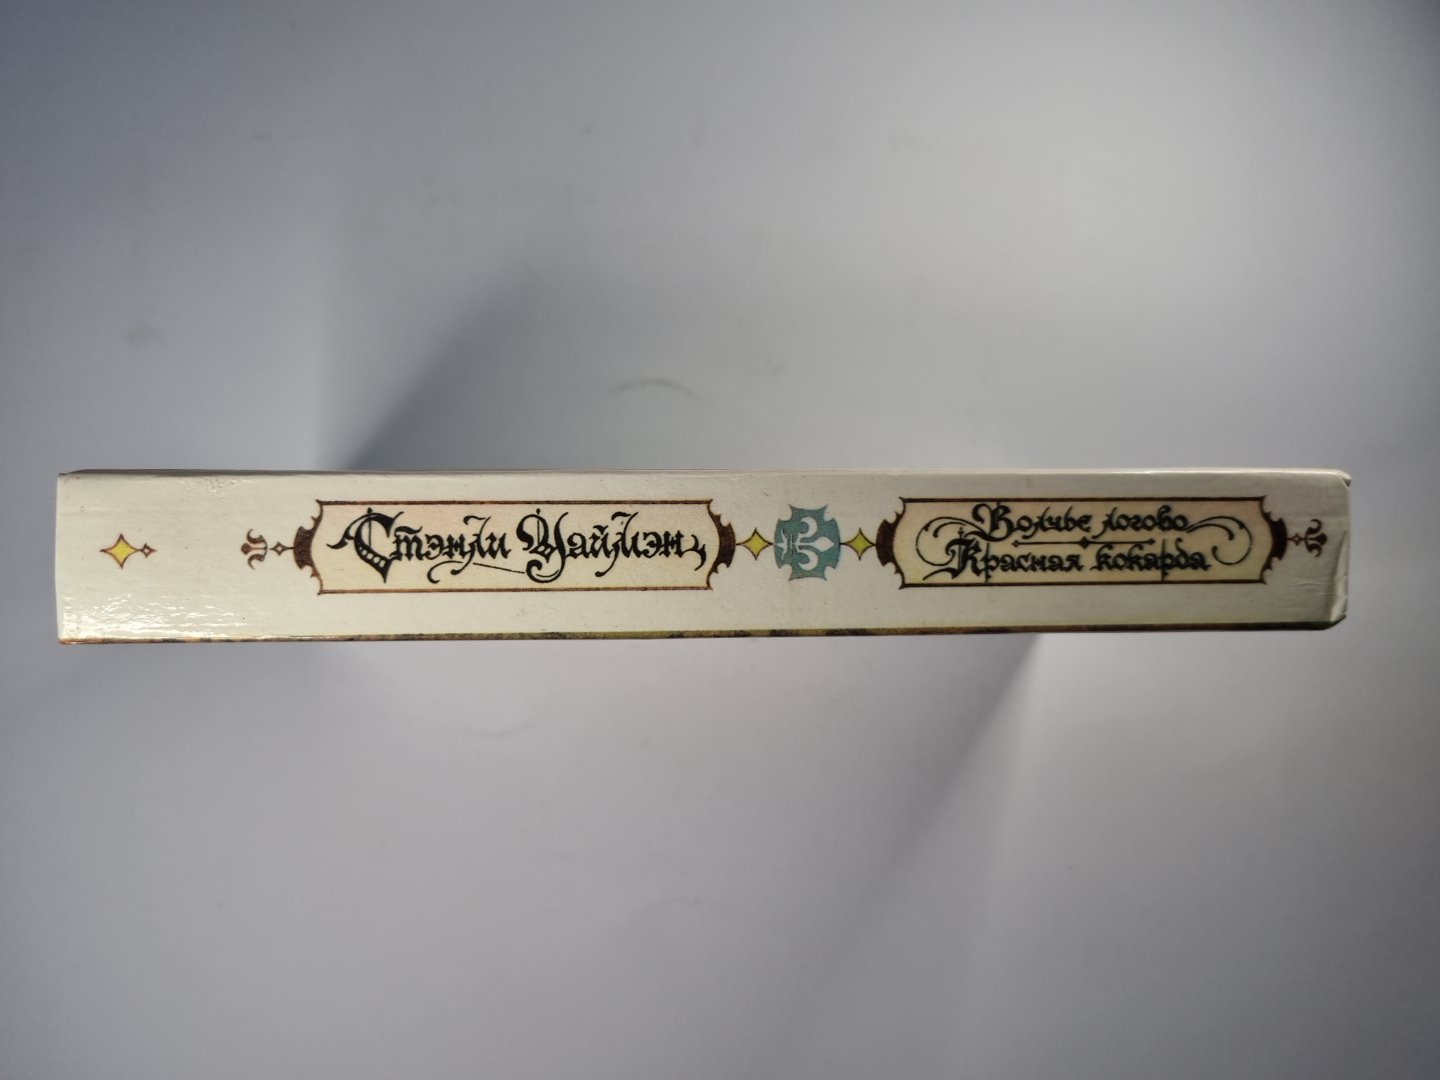 Стэнли Уаймэн
Волчье логово
Красная кокарда